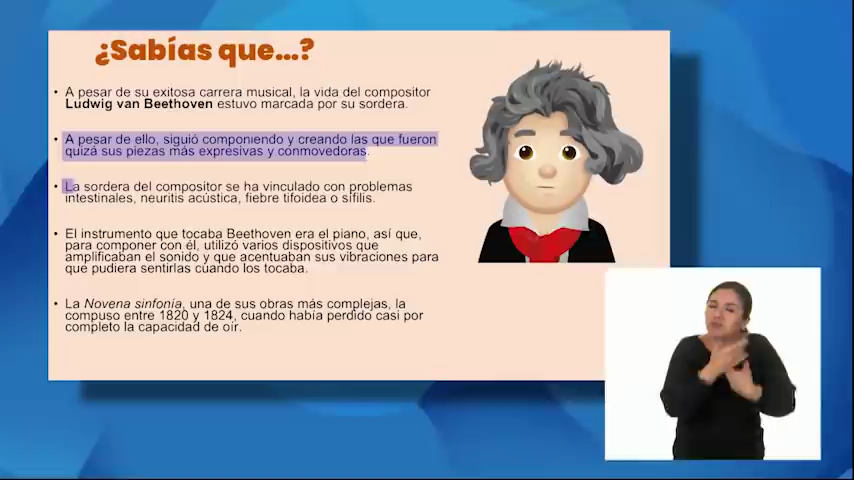 ¿Sabías que...?
• A pesar de su exitosa carrera musical, la vida del compositor
Ludwig van Beethoven estuvo marcada por su sordera.
• A pesar de ello, siguió componiendo y creando las que fueron
quizá sus piezas más expresivas y conmovedoras.
• La sordera del compositor se ha vinculado con problemas
intestinales, neuritis acústica, fiebre tifoidea o sífilis.
• El instrumento que tocaba Beethoven era el piano, así que,
para componer con él, utilizó varios dispositivos que
amplificaban el sonido y que acentuaban sus vibraciones para
que pudiera sentirlas cuando los tocaba.
• La Novena sinfonía, una de sus obras más complejas, la
compuso entre 1820 y 1824, cuando había perdido casi por
completo la capacidad de oír.